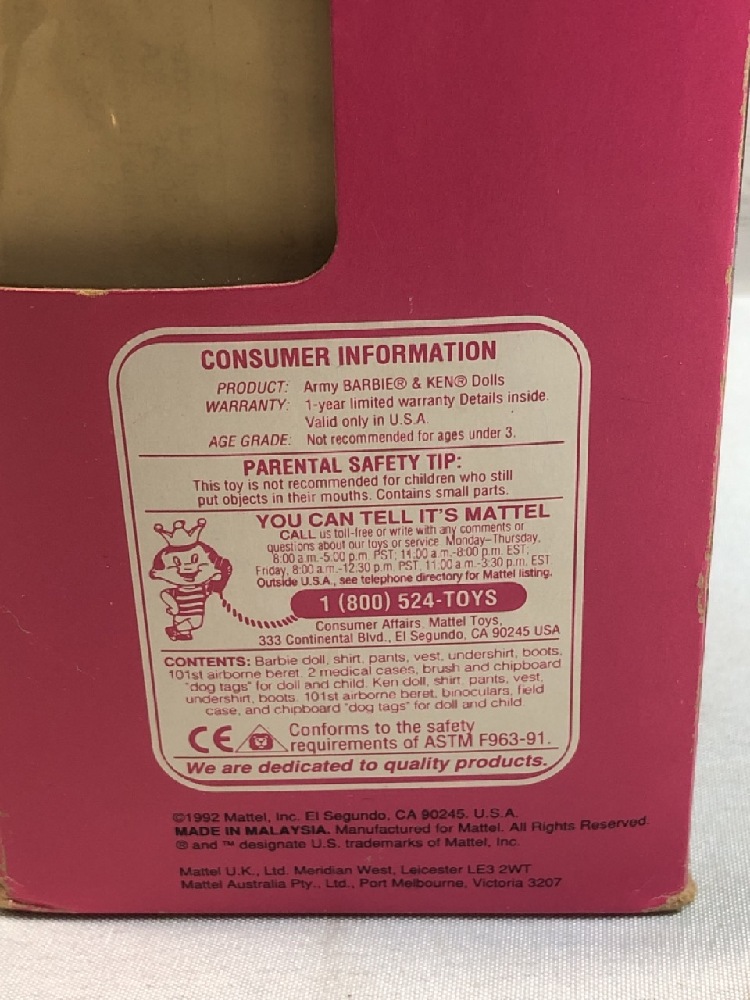 CONSUMER INFORMATION
PRODUCT: Army BARBIE® & KEN® Dolls
WARRANTY: 1-year limited warranty Details inside.
Valid only in U.S.A.
AGE GRADE: Not recommended for ages under 3.
PARENTAL SAFETY TIP:
This toy is not recommended for children who still
put objects in their mouths. Contains small parts.
YOU CAN TELL IT'S MATTEL
CALL us toll-free or write with any comments or
questions about our toys or service. Monday–Thursday,
8:00 a.m.-5:00 p.m. PST; 11:00 a.m.-8:00 p.m. EST;
Friday, 8:00 a.m.-12:30 p.m. PST, 11:00 a.m.-3:30 p.m. EST
Outside U.S.A., see telephone directory for Mattel listing.
1 (800) 524-TOYS
Consumer Affairs, Mattel Toys,
333 Continental Blvd., El Segundo, CA 90245 USA
CONTENTS: Barbie doll, shirt, pants, vest, undershirt, boots,
101st airborne beret, 2 medical cases, brush and chipboard
"dog tags" for doll and child. Ken doll, shirt, pants, vest,
undershirt, boots, 101st airborne beret, binoculars, field
case, and chipboard "dog tags" for doll and child
CE Conforms to the safety
requirements of ASTM F963-91.
We are dedicated to quality products.
©1992 Mattel, Inc. El Segundo, CA 90245. U.S.A.
MADE IN MALAYSIA. Manufactured for Mattel. All Rights Reserved.
® and ™ designate U.S. trademarks of Mattel, Inc.
Mattel U.K., Ltd. Meridian West, Leicester LE3 2WT
Mattel Australia Pty., Ltd., Port Melbourne, Victoria 3207